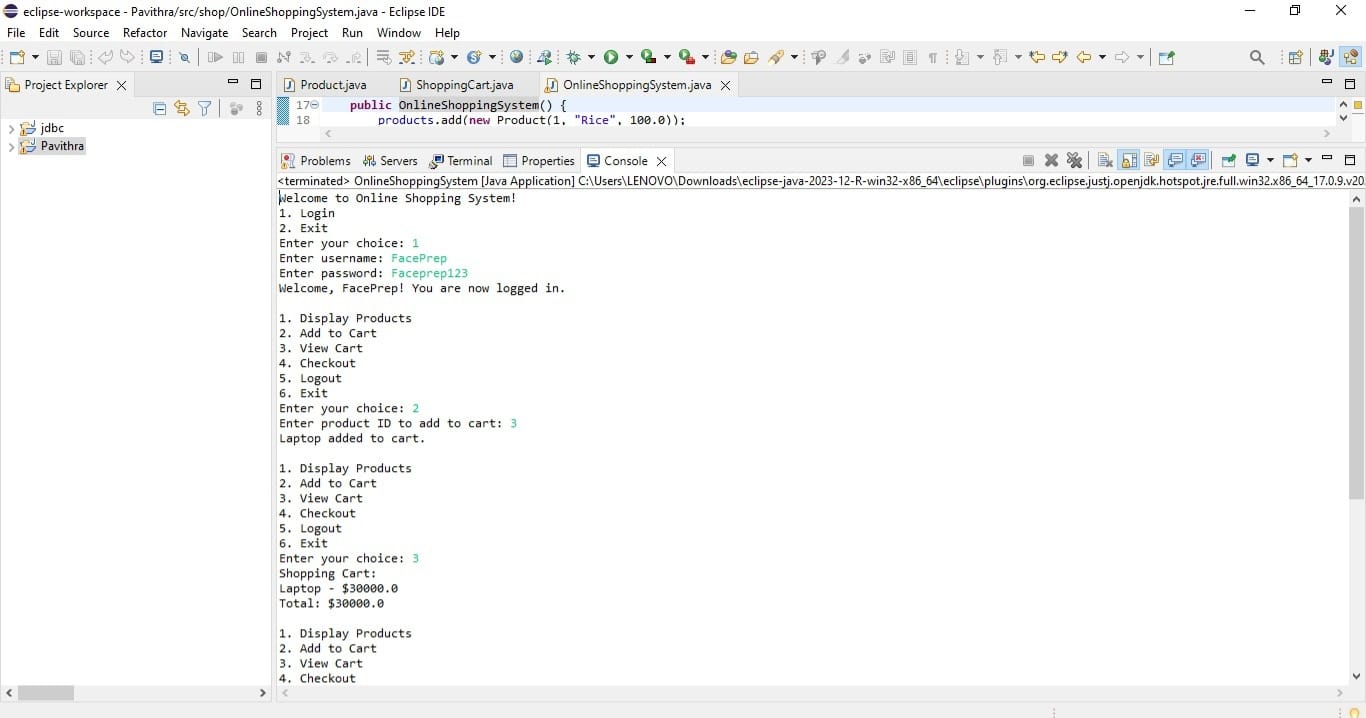 eclipse-workspace - Pavithra/src/shop/OnlineShoppingSystem.java - Eclipse IDE
File Edit Source Refactor Navigate Search Project Run Window Help
Project Explorer
jdbc
Pavithra
Product.java ShoppingCart.java OnlineShoppingSystem.java
17 public OnlineShoppingSystem() {
18 products.add(new Product(1, "Rice", 100.0));
Problems Servers Terminal Properties Console
<terminated> OnlineShoppingSystem [Java Application] C:\Users\LENOVO\Downloads\eclipse-java-2023-12-R-win32-x86_64\eclipse\plugins\org.eclipse.justj.openjdk.hotspot.jre.full.win32.x86_64_17.0.9.v20
Welcome to Online Shopping System!
1. Login
2. Exit
Enter your choice: 1
Enter username: FacePrep
Enter password: Faceprep123
Welcome, FacePrep! You are now logged in.
1. Display Products
2. Add to Cart
3. View Cart
4. Checkout
5. Logout
6. Exit
Enter your choice: 2
Enter product ID to add to cart: 3
Laptop added to cart.
1. Display Products
2. Add to Cart
3. View Cart
4. Checkout
5. Logout
6. Exit
Enter your choice: 3
Shopping Cart:
Laptop - $30000.0
Total: $30000.0
1. Display Products
2. Add to Cart
3. View Cart
4. Checkout